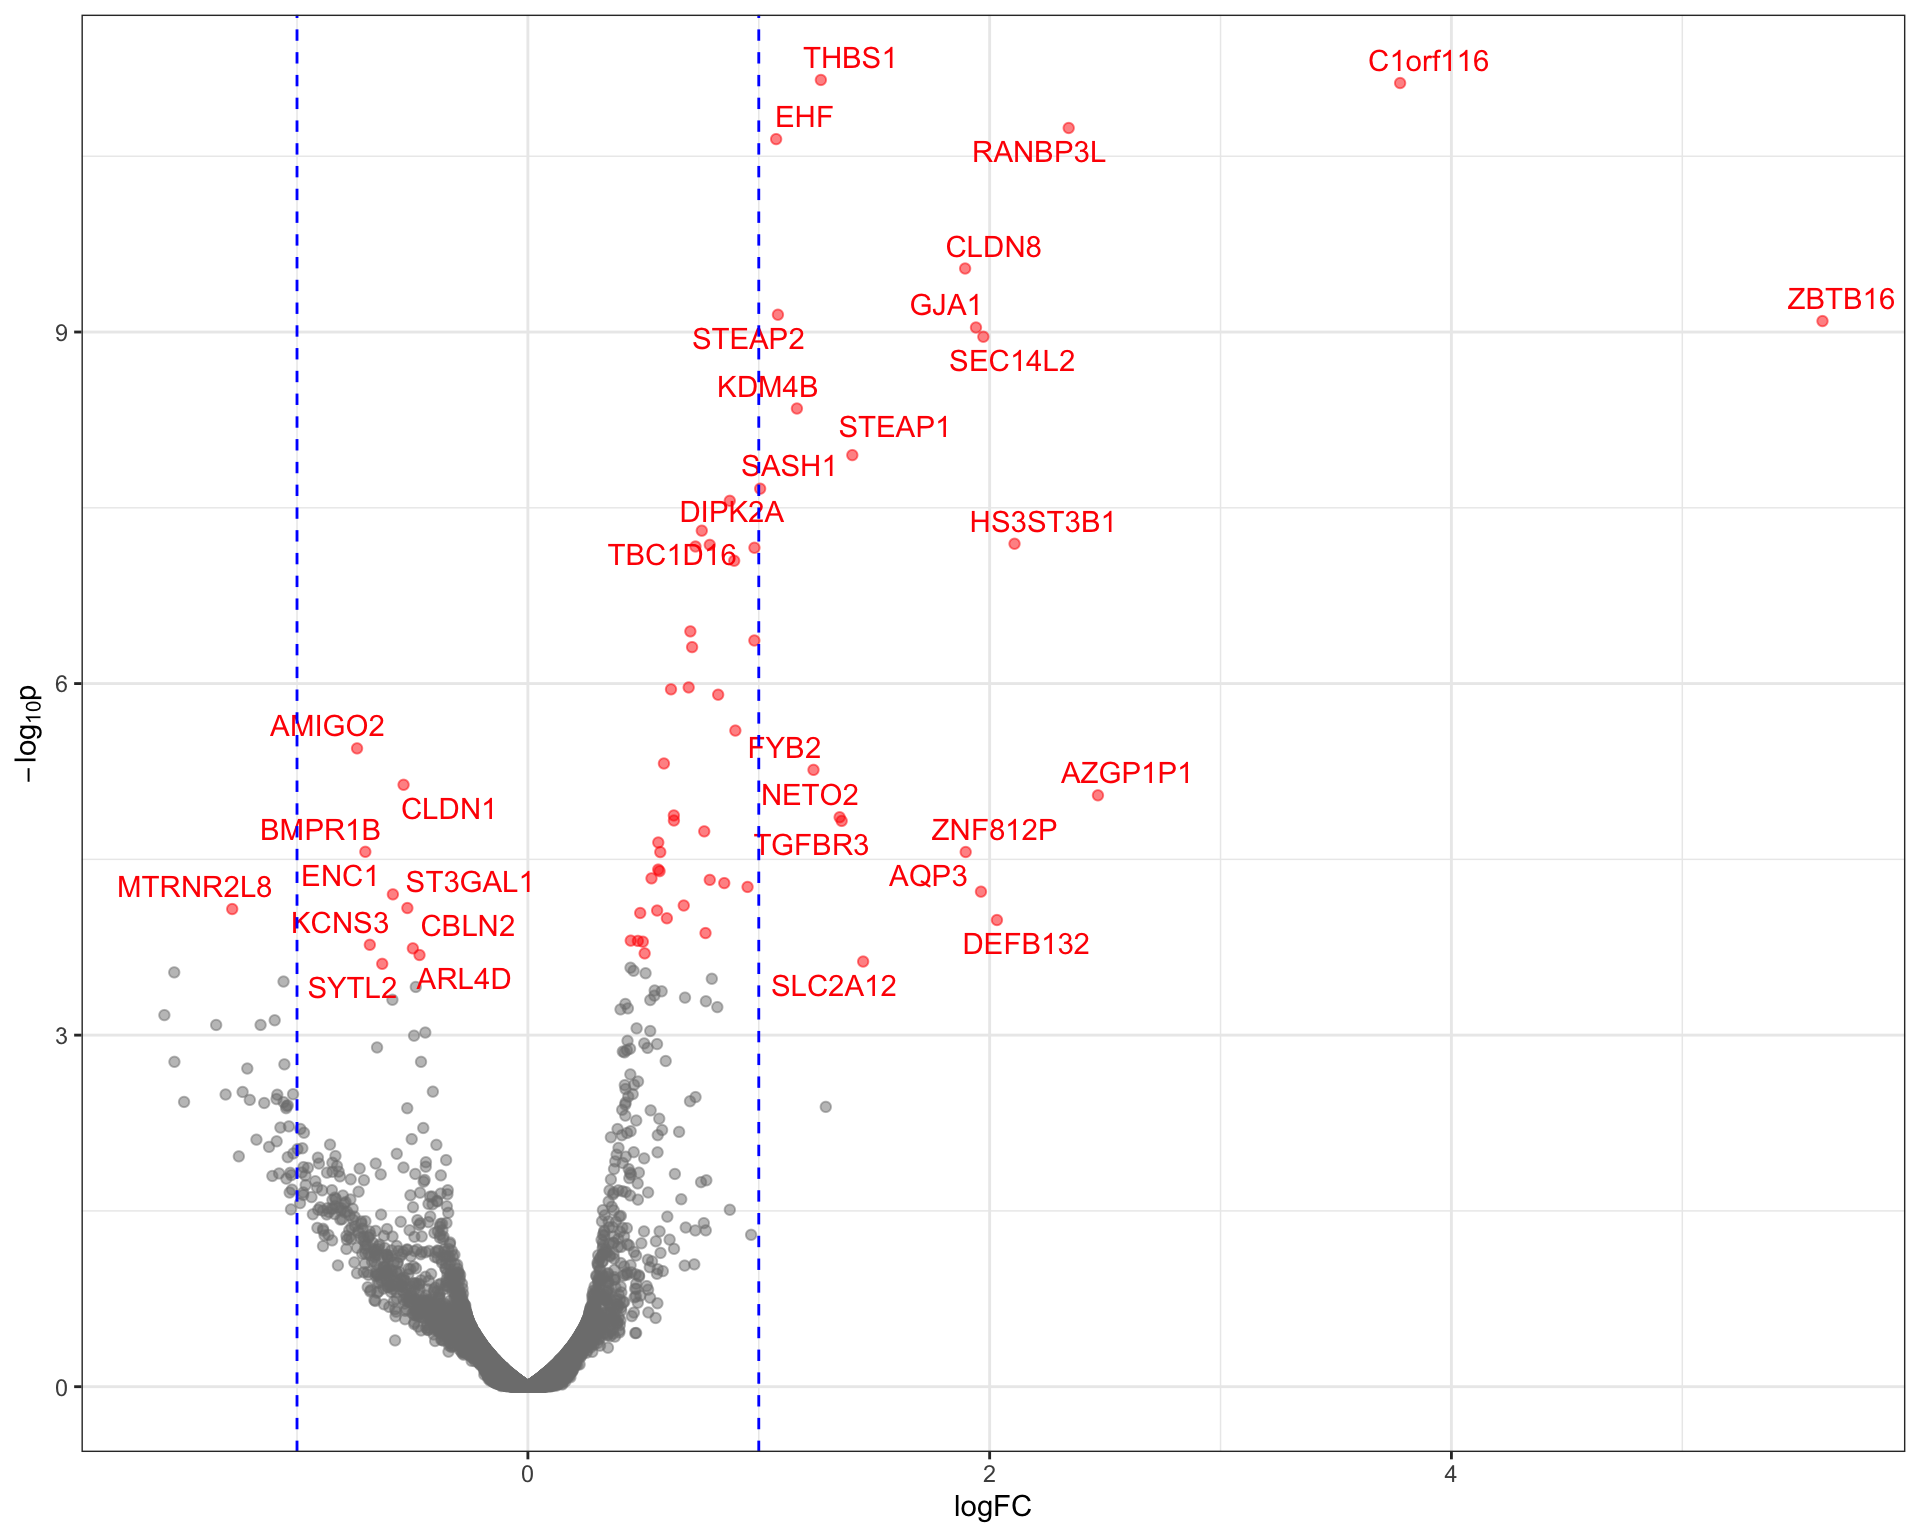 THBS1
C1orf116
EHF
RANBP3L
CLDN8
ZBTB16
GJA1
9
STEAP2
SEC14L2
KDM4B
STEAP1
SASH1
DIPK2A
HS3ST3B1
TBC1D16
6
AMIGO2
FYB2
AZGP1P1
NETO2
CLDN1
BMPR1B
ZNF812P
TGFBR3
ENC1
ST3GAL1
AQP3
MTRNR2L8
KCNS3
CBLN2
DEFB132
ARL4D
SYTL2
SLC2A12
3
0
−log10p
0
2
4
logFC